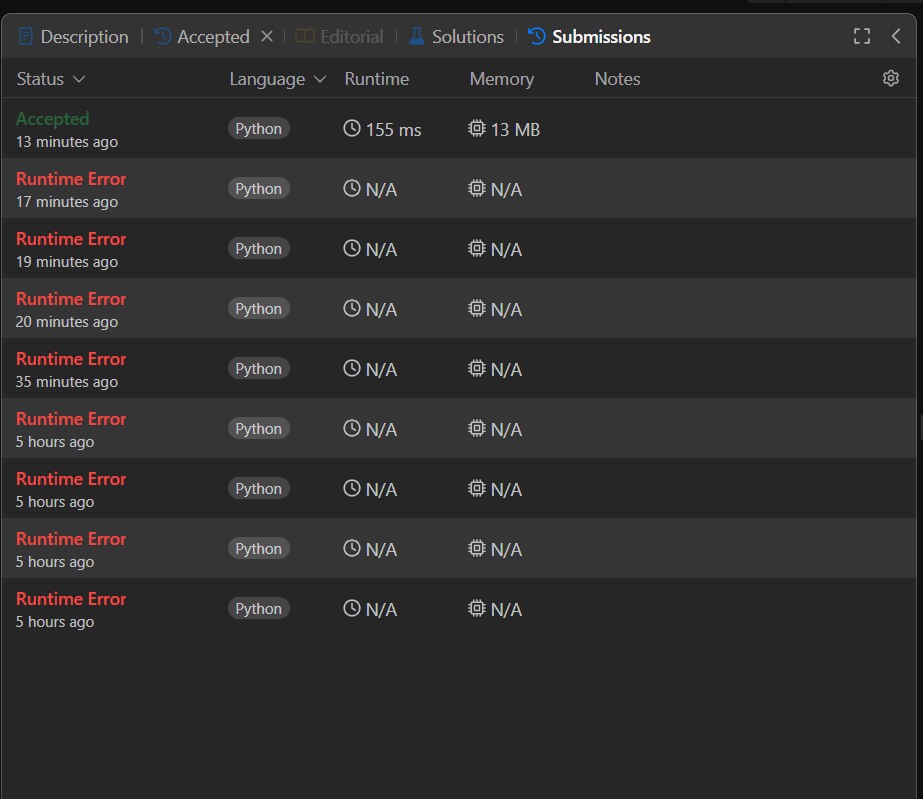 Description Accepted Editorial Solutions Submissions
Status Language Runtime Memory Notes
Accepted
13 minutes ago
Python 155 ms 13 MB
Runtime Error
17 minutes ago
Python N/A N/A
Runtime Error
19 minutes ago
Python N/A N/A
Runtime Error
20 minutes ago
Python N/A N/A
Runtime Error
35 minutes ago
Python N/A N/A
Runtime Error
5 hours ago
Python N/A N/A
Runtime Error
5 hours ago
Python N/A N/A
Runtime Error
5 hours ago
Python N/A N/A
Runtime Error
5 hours ago
Python N/A N/A